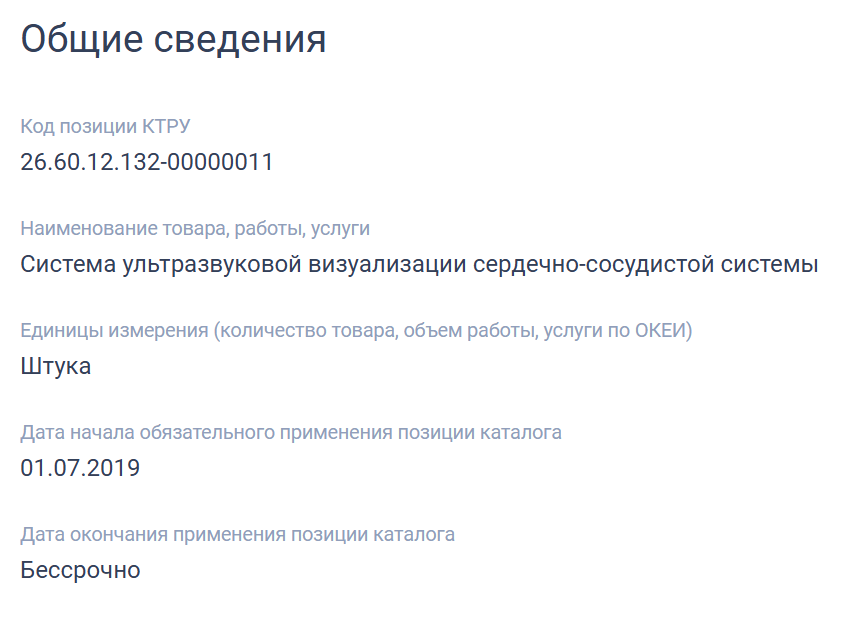 Общие сведения
Код позиции КТРУ
26.60.12.132-00000011
Наименование товара, работы, услуги
Система ультразвуковой визуализации сердечно-сосудистой системы
Единицы измерения (количество товара, объем работы, услуги по ОКЕИ)
Штука
Дата начала обязательного применения позиции каталога
01.07.2019
Дата окончания применения позиции каталога
Бессрочно